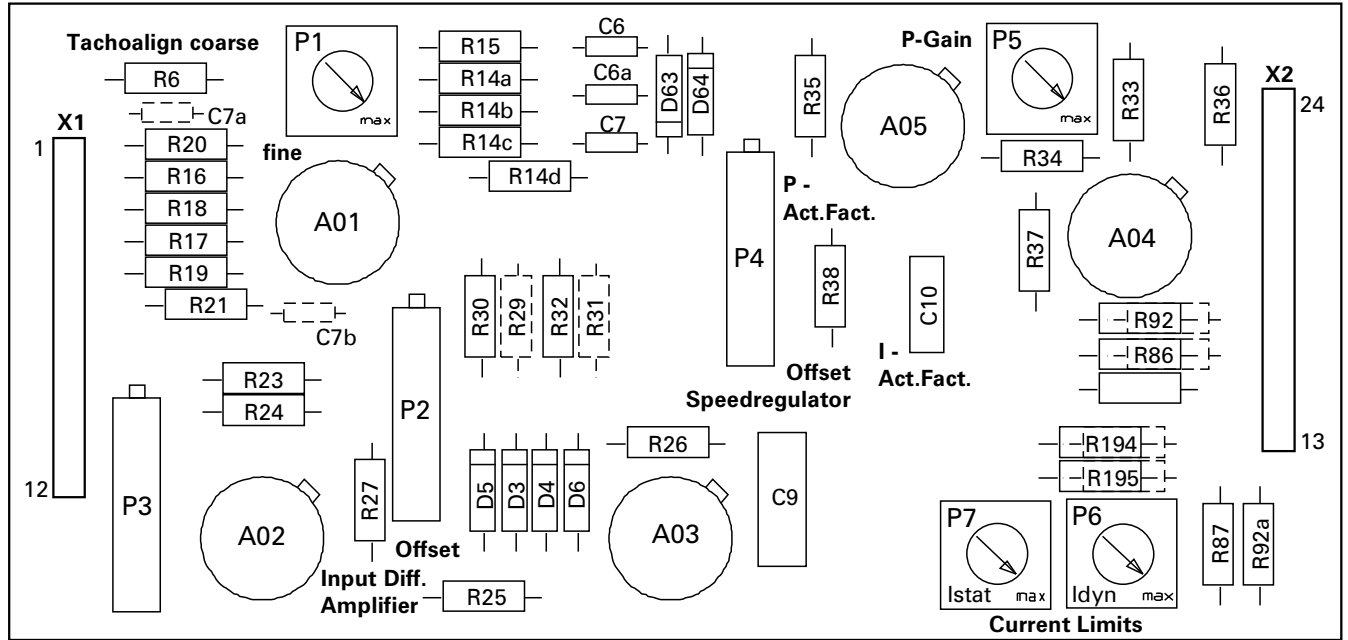 Tachoalign coarse
P1
max
R6
C7a
X1
1
12
R20
R16
R18
R17
R19
R21
C7b
fine
A01
R15
R14a
R14b
R14c
R14d
C6
C6a
C7
D63
D64
R35
P-Gain
A05
P5
max
R33
R34
R36
X2
24
13
P4
P -
Act.Fact.
R38
C10
I -
Act.Fact.
Offset
Speedregulator
R37
A04
R92
R86
R194
R195
R30
R29
R32
R31
R23
R24
P2
P3
A02
R27
Offset
Input Diff.
Amplifier
R25
D5
D3
D4
D6
R26
A03
C9
P7
Istat
max
P6
Idyn
max
Current Limits
R87
R92a